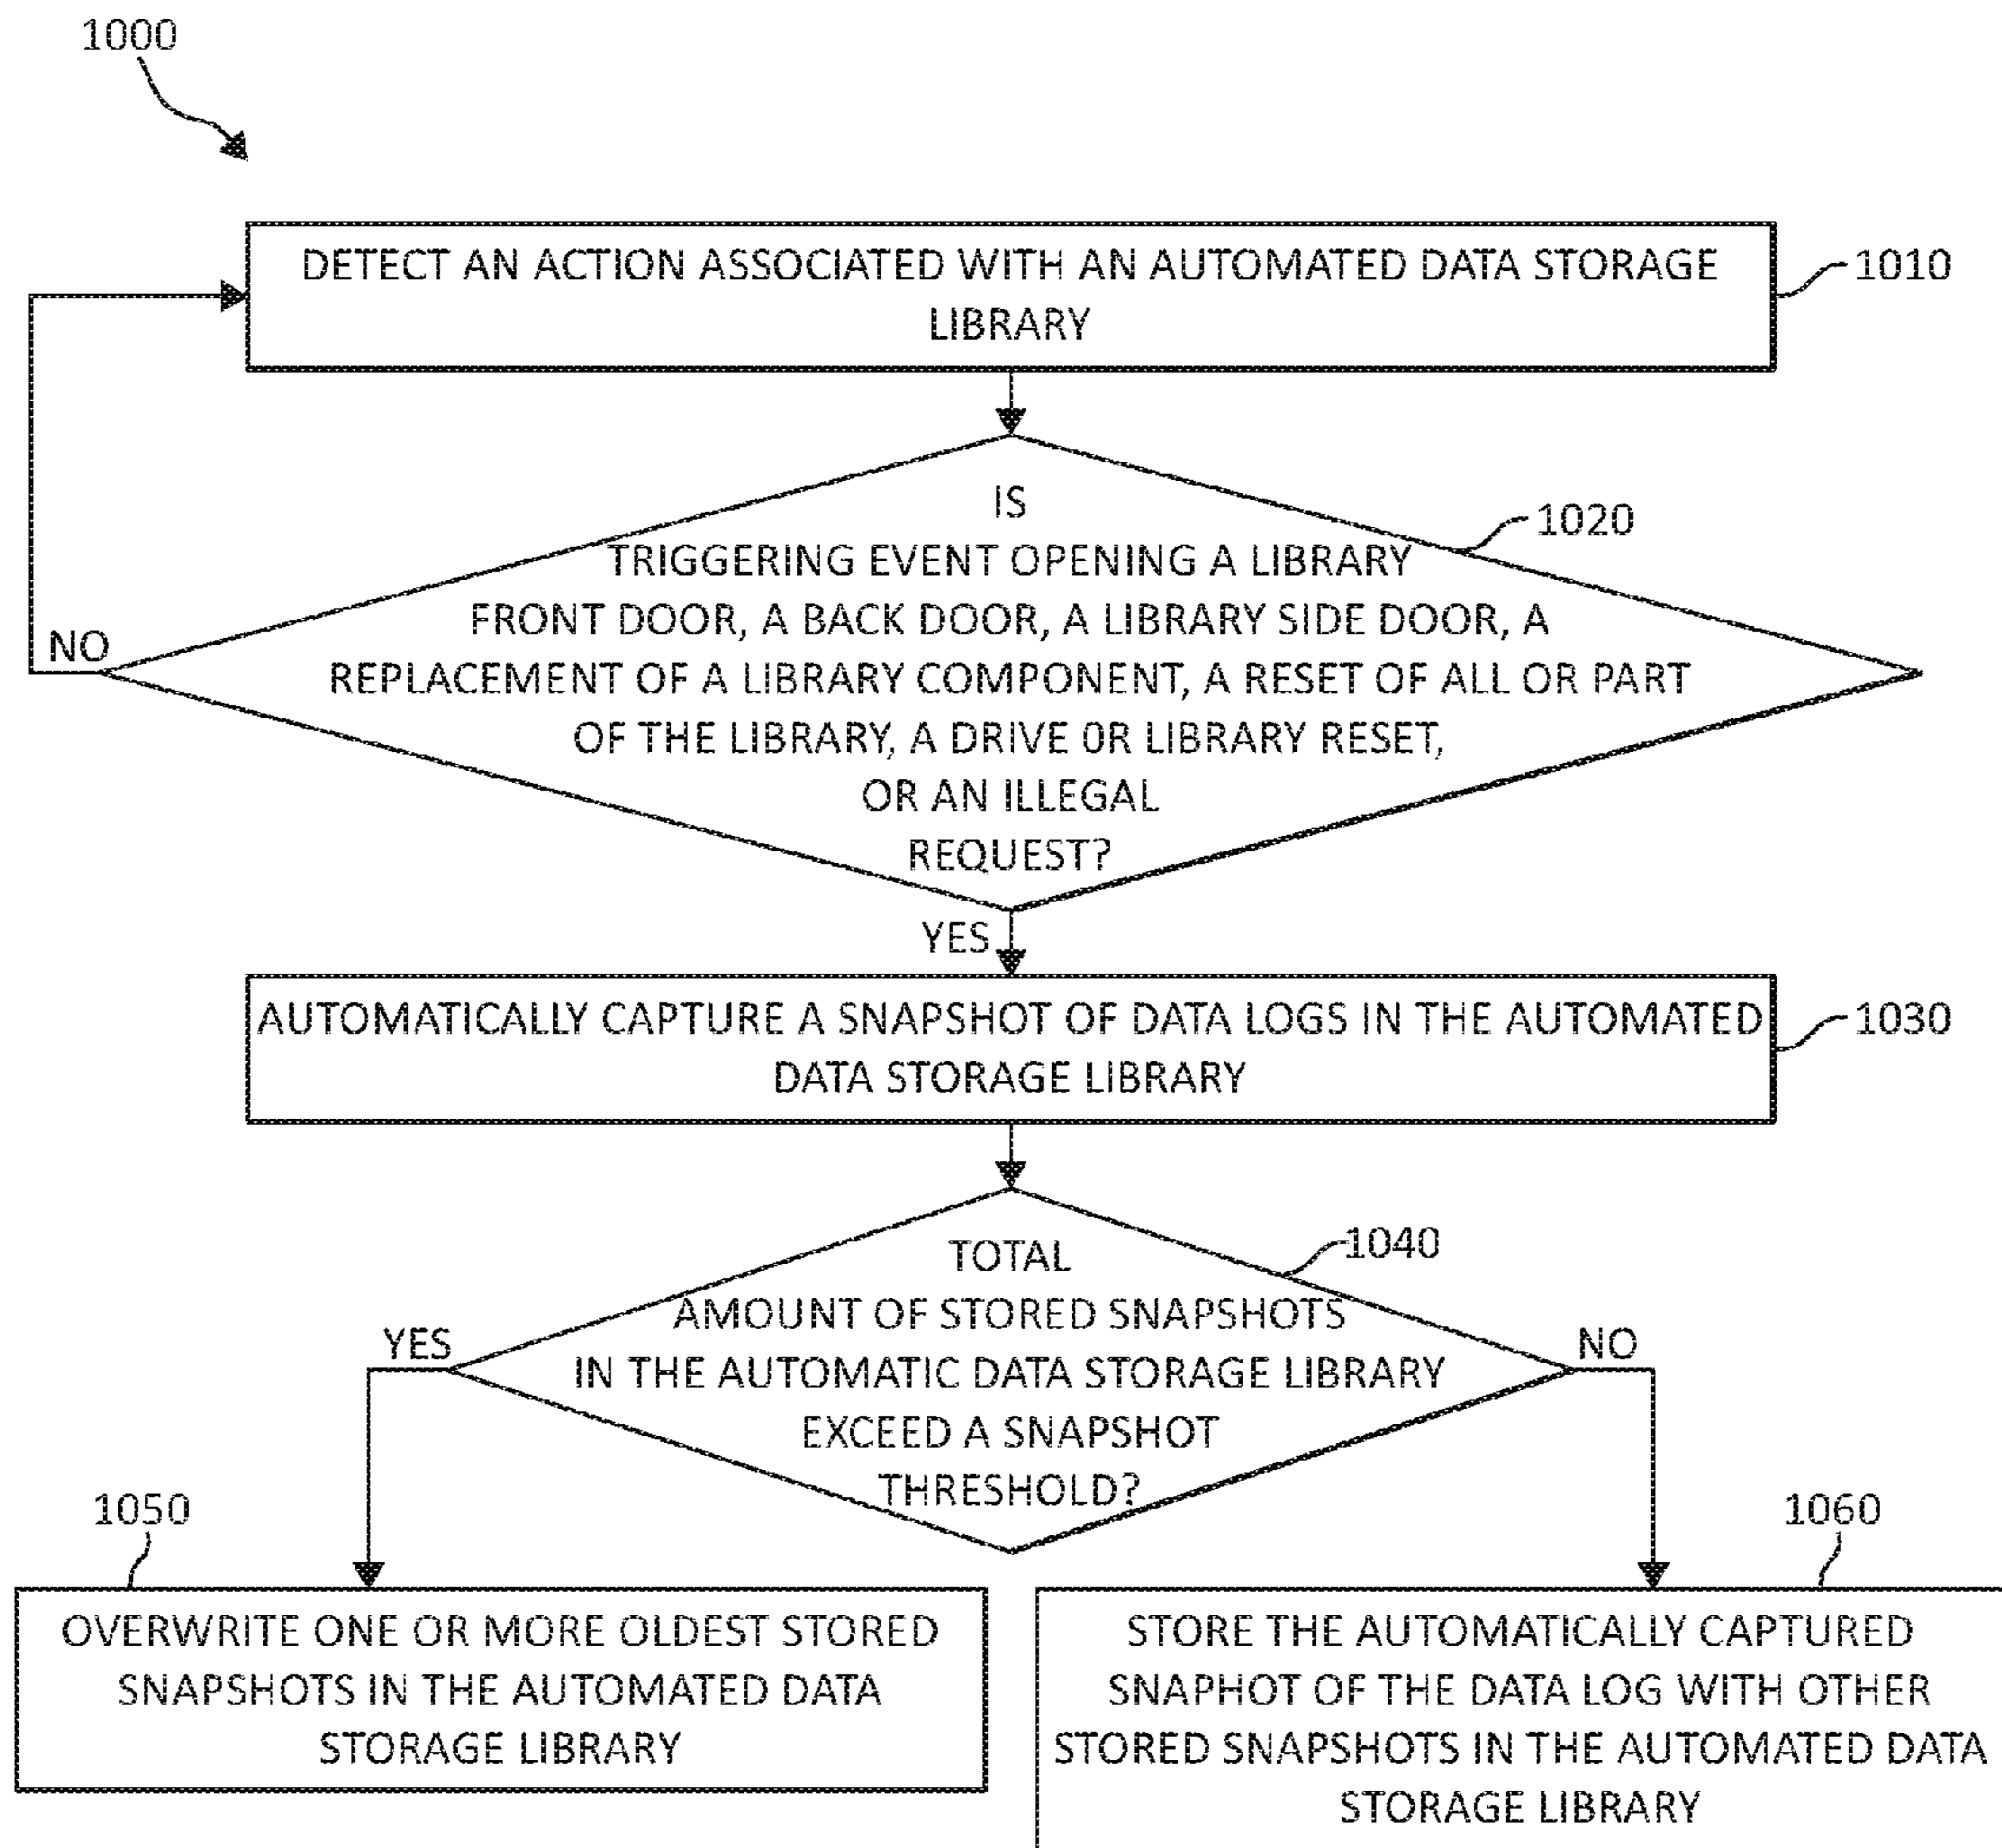 1000
DETECT AN ACTION ASSOCIATED WITH AN AUTOMATED DATA STORAGE
LIBRARY
1010
IS
TRIGGERING EVENT OPENING A LIBRARY
FRONT DOOR, A BACK DOOR, A LIBRARY SIDE DOOR, A
REPLACEMENT OF A LIBRARY COMPONENT, A RESET OF ALL OR PART
OF THE LIBRARY, A DRIVE 0R LIBRARY RESET,
OR AN ILLEGAL
REQUEST?
1020
NO
YES
AUTOMATICALLY CAPTURE A SNAPSHOT OF DATA LOGS IN THE AUTOMATED
DATA STORAGE LIBRARY
1030
TOTAL
AMOUNT OF STORED SNAPSHOTS
IN THE AUTOMATIC DATA STORAGE LIBRARY
EXCEED A SNAPSHOT
THRESHOLD?
1040
YES
NO
1050
OVERWRITE ONE OR MORE OLDEST STORED
SNAPSHOTS IN THE AUTOMATED DATA
STORAGE LIBRARY
1060
STORE THE AUTOMATICALLY CAPTURED
SNAPHOT OF THE DATA LOG WITH OTHER
STORED SNAPSHOTS IN THE AUTOMATED DATA
STORAGE LIBRARY